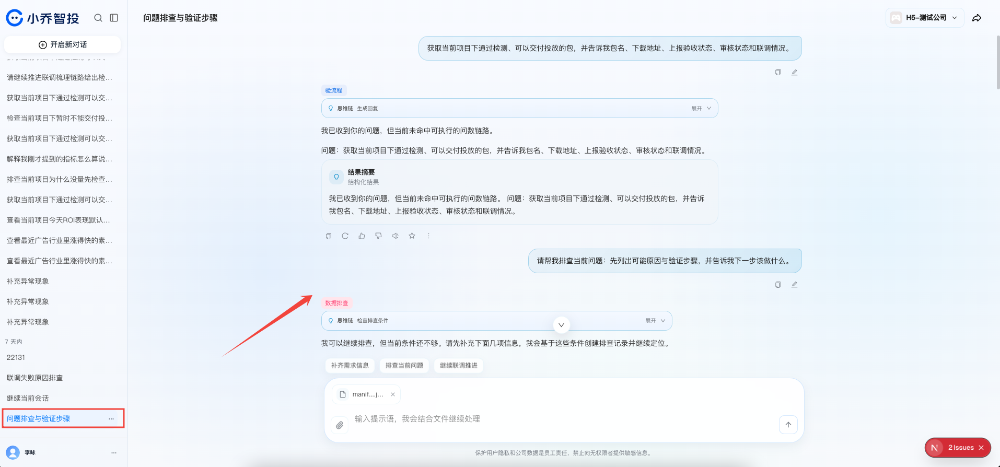 小乔智投
开启新对话
请继续推进联调梳理链路给出检...
获取当前项目下通过检测可以交...
检查当前项目下暂时不能交付投...
获取当前项目下通过检测可以交...
解释我刚才提到的指标怎么算说...
排查当前项目为什么没量先检查...
获取当前项目下通过检测可以交...
查看当前项目今天ROI表现默认...
查看最近广告行业里涨得快的素...
查看最近广告行业里涨得快的素...
补充异常现象
补充异常现象
补充异常现象
7 天内
22131
联调失败原因排查
继续当前会话
问题排查与验证步骤
李咏
问题排查与验证步骤
H5-测试公司
获取当前项目下通过检测、可以交付投放的包，并告诉我包名、下载地址、上报验收状态、审核状态和联调情况。
验流程
思维链 生成回复 展开
我已收到你的问题，但当前未命中可执行的问数链路。
问题：获取当前项目下通过检测、可以交付投放的包，并告诉我包名、下载地址、上报验收状态、审核状态和联调情况。
结果摘要
结构化结果
我已收到你的问题，但当前未命中可执行的问数链路。 问题：获取当前项目下通过检测、可以交付投放的包，并告诉
我包名、下载地址、上报验收状态、审核状态和联调情况。
请帮我排查当前问题：先列出可能原因与验证步骤，并告诉我下一步该做什么。
数据排查
思维链 检查排查条件 展开
我可以继续排查，但当前条件还不够。请先补充下面几项信息，我会基于这些条件创建排查记录并继续定位。
补齐需求信息 排查当前问题 继续联调推进
manif....j...
输入提示语，我会结合文件继续处理
保护用户隐私和公司数据是员工责任，禁止向无权限者提供敏感信息。
N 2 Issues